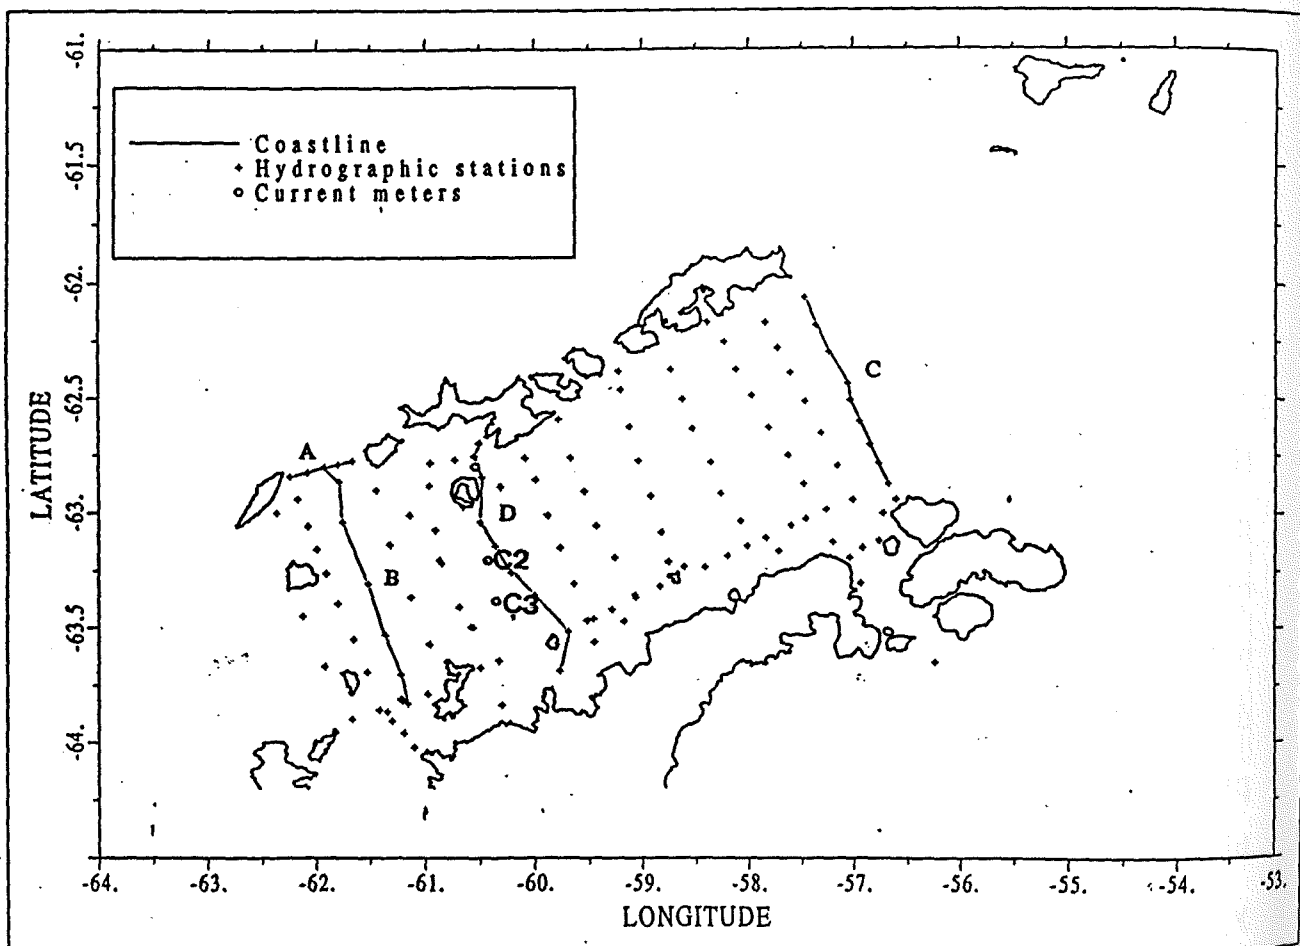 Coastline
Hydrographic stations
Current meters
-61.
-61.5
-62.
-62.5
-63.
-63.5
-64.
LATITUDE
A
B
C
D
C2
C3
-64.
-63.
-62.
-61.
-60.
-59.
-58.
-57.
-56.
-55.
-54.
-53.
LONGITUDE